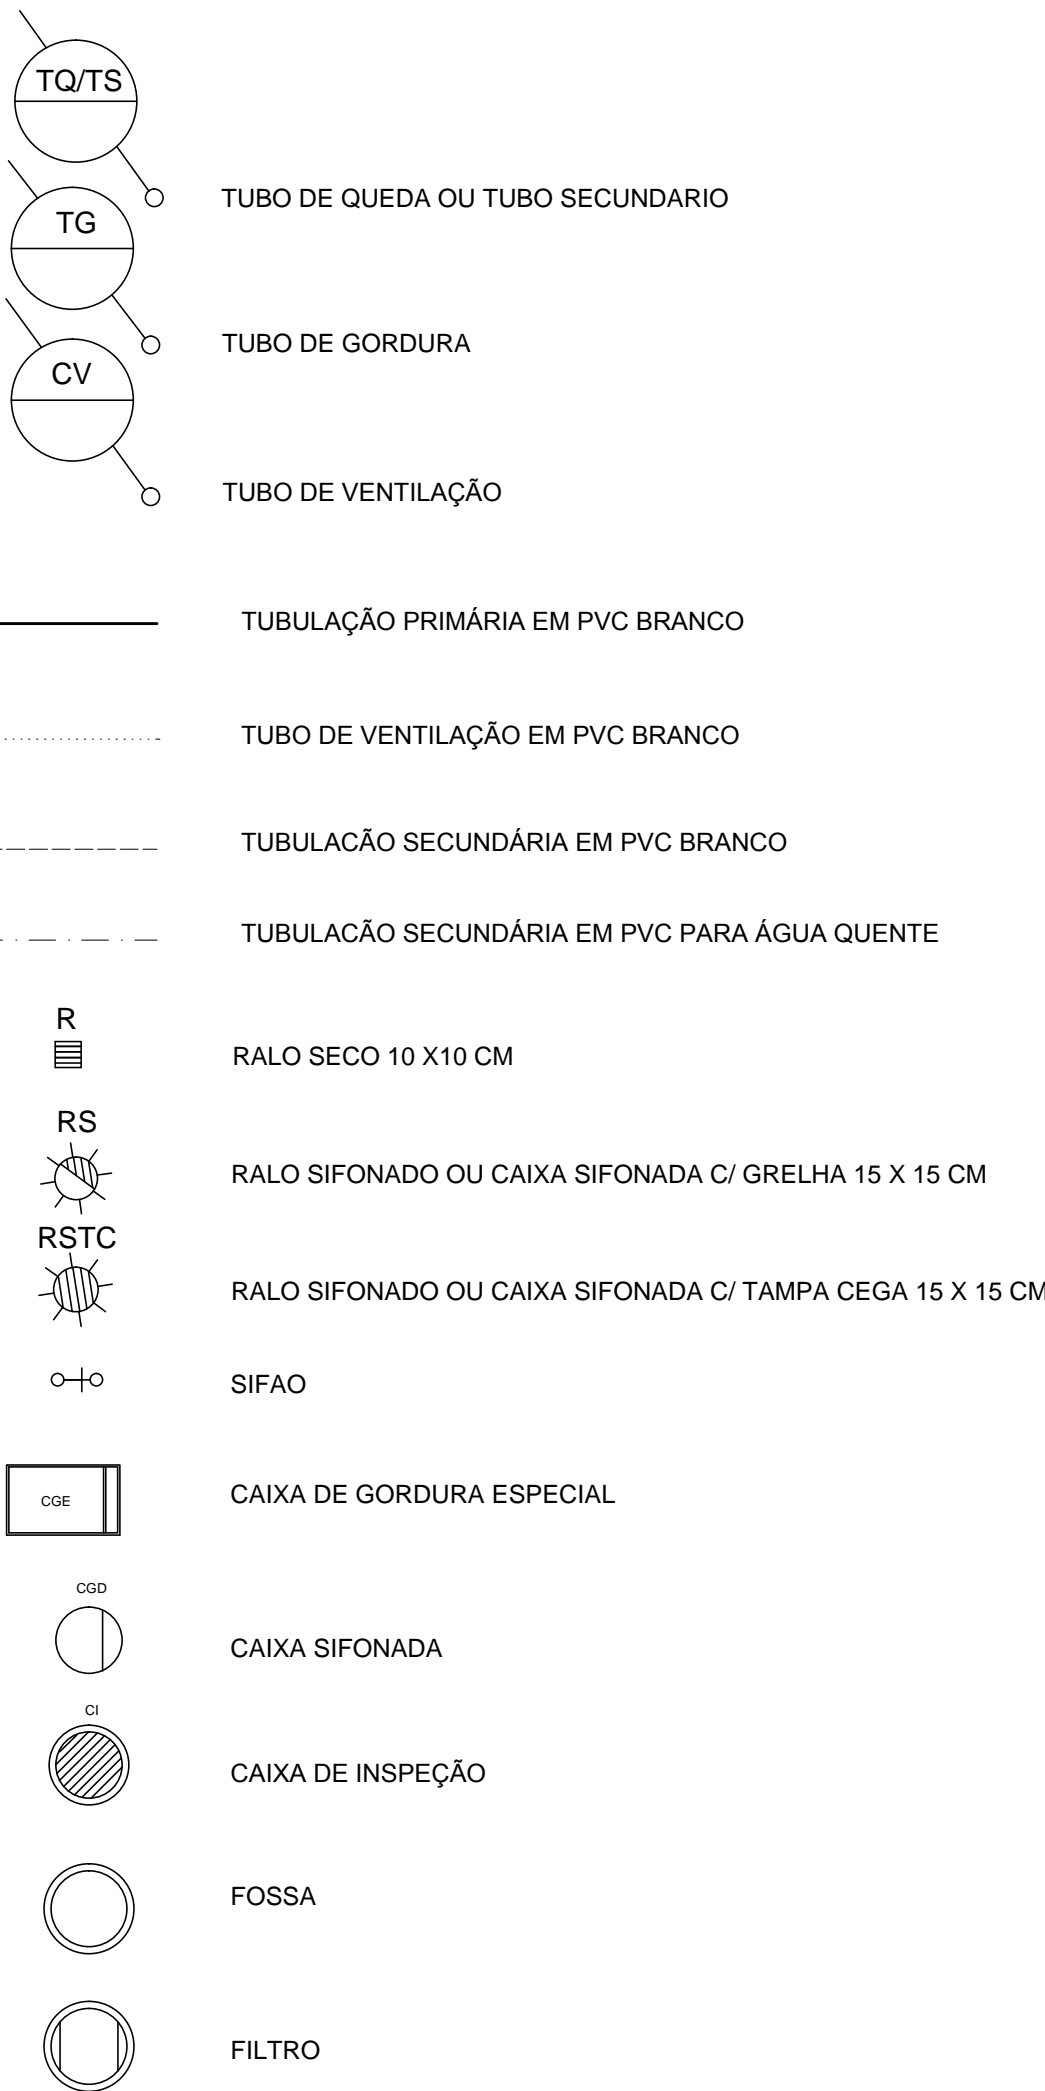 TQ/TS
TUBO DE QUEDA OU TUBO SECUNDARIO
TG
TUBO DE GORDURA
CV
TUBO DE VENTILAÇÃO
TUBULAÇÃO PRIMÁRIA EM PVC BRANCO
TUBO DE VENTILAÇÃO EM PVC BRANCO
TUBULACÃO SECUNDÁRIA EM PVC BRANCO
TUBULACÃO SECUNDÁRIA EM PVC PARA ÁGUA QUENTE
R
RALO SECO 10 X10 CM
RS
RALO SIFONADO OU CAIXA SIFONADA C/ GRELHA 15 X 15 CM
RSTC
RALO SIFONADO OU CAIXA SIFONADA C/ TAMPA CEGA 15 X 15 CM
SIFAO
CGE
CAIXA DE GORDURA ESPECIAL
CGD
CAIXA SIFONADA
CI
CAIXA DE INSPEÇÃO
FOSSA
FILTRO